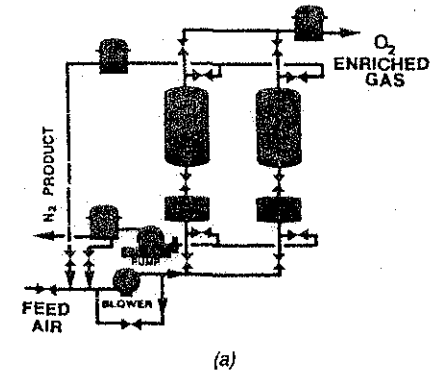 O₂
ENRICHED
GAS
N₂ PRODUCT
PUMP
BLOWER
FEED
AIR
(a)